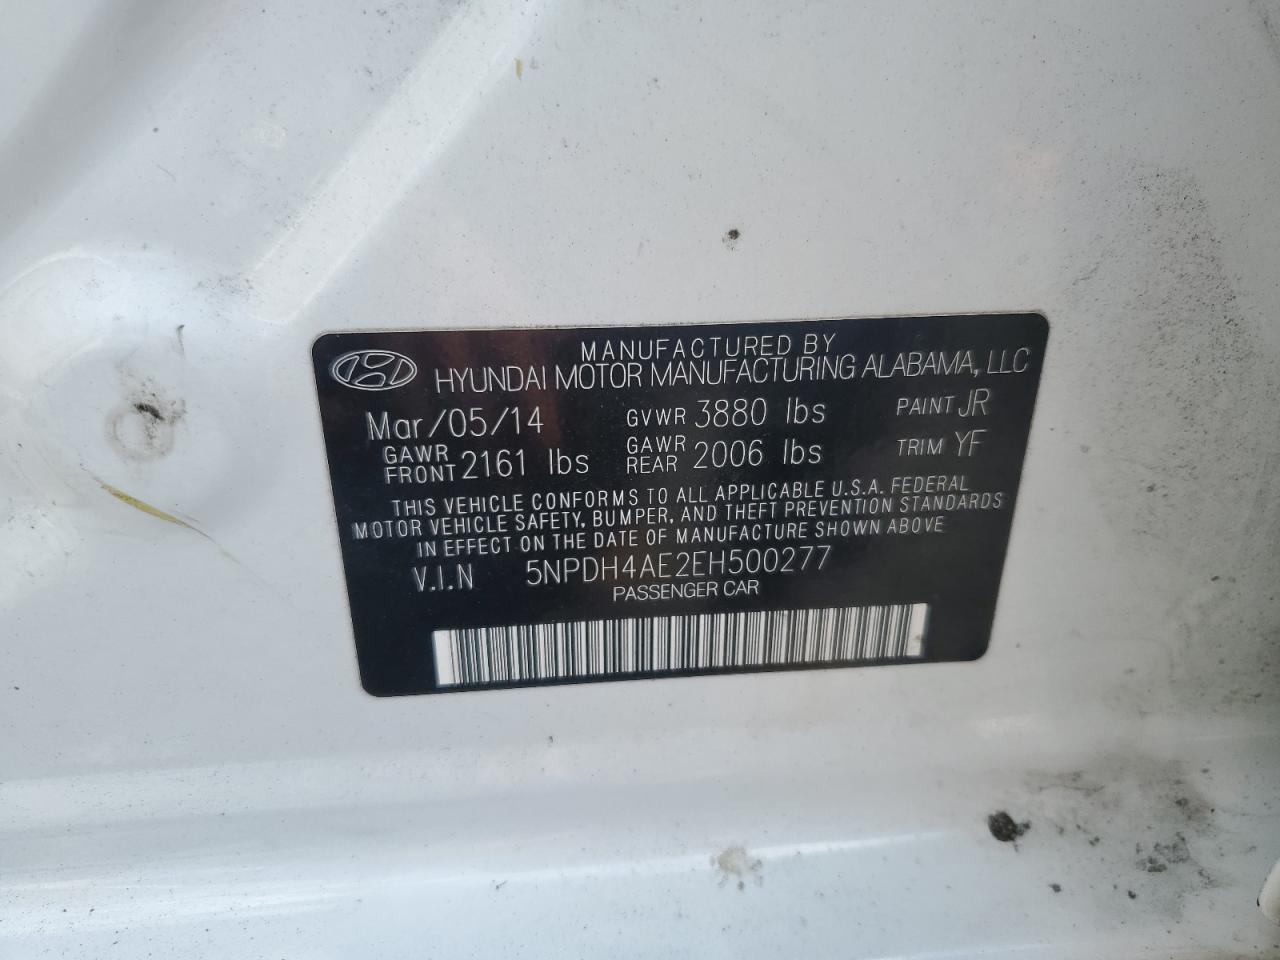 MANUFACTURED BY
HYUNDAI MOTOR MANUFACTURING ALABAMA, LLC
Mar/05/14 GVWR 3880 lbs PAINT JR
GAWR FRONT 2161 lbs GAWR REAR 2006 lbs TRIM YF
THIS VEHICLE CONFORMS TO ALL APPLICABLE U.S.A. FEDERAL
MOTOR VEHICLE SAFETY, BUMPER, AND THEFT PREVENTION STANDARDS
IN EFFECT ON THE DATE OF MANUFACTURE SHOWN ABOVE
V.I.N 5NPDH4AE2EH500277
PASSENGER CAR